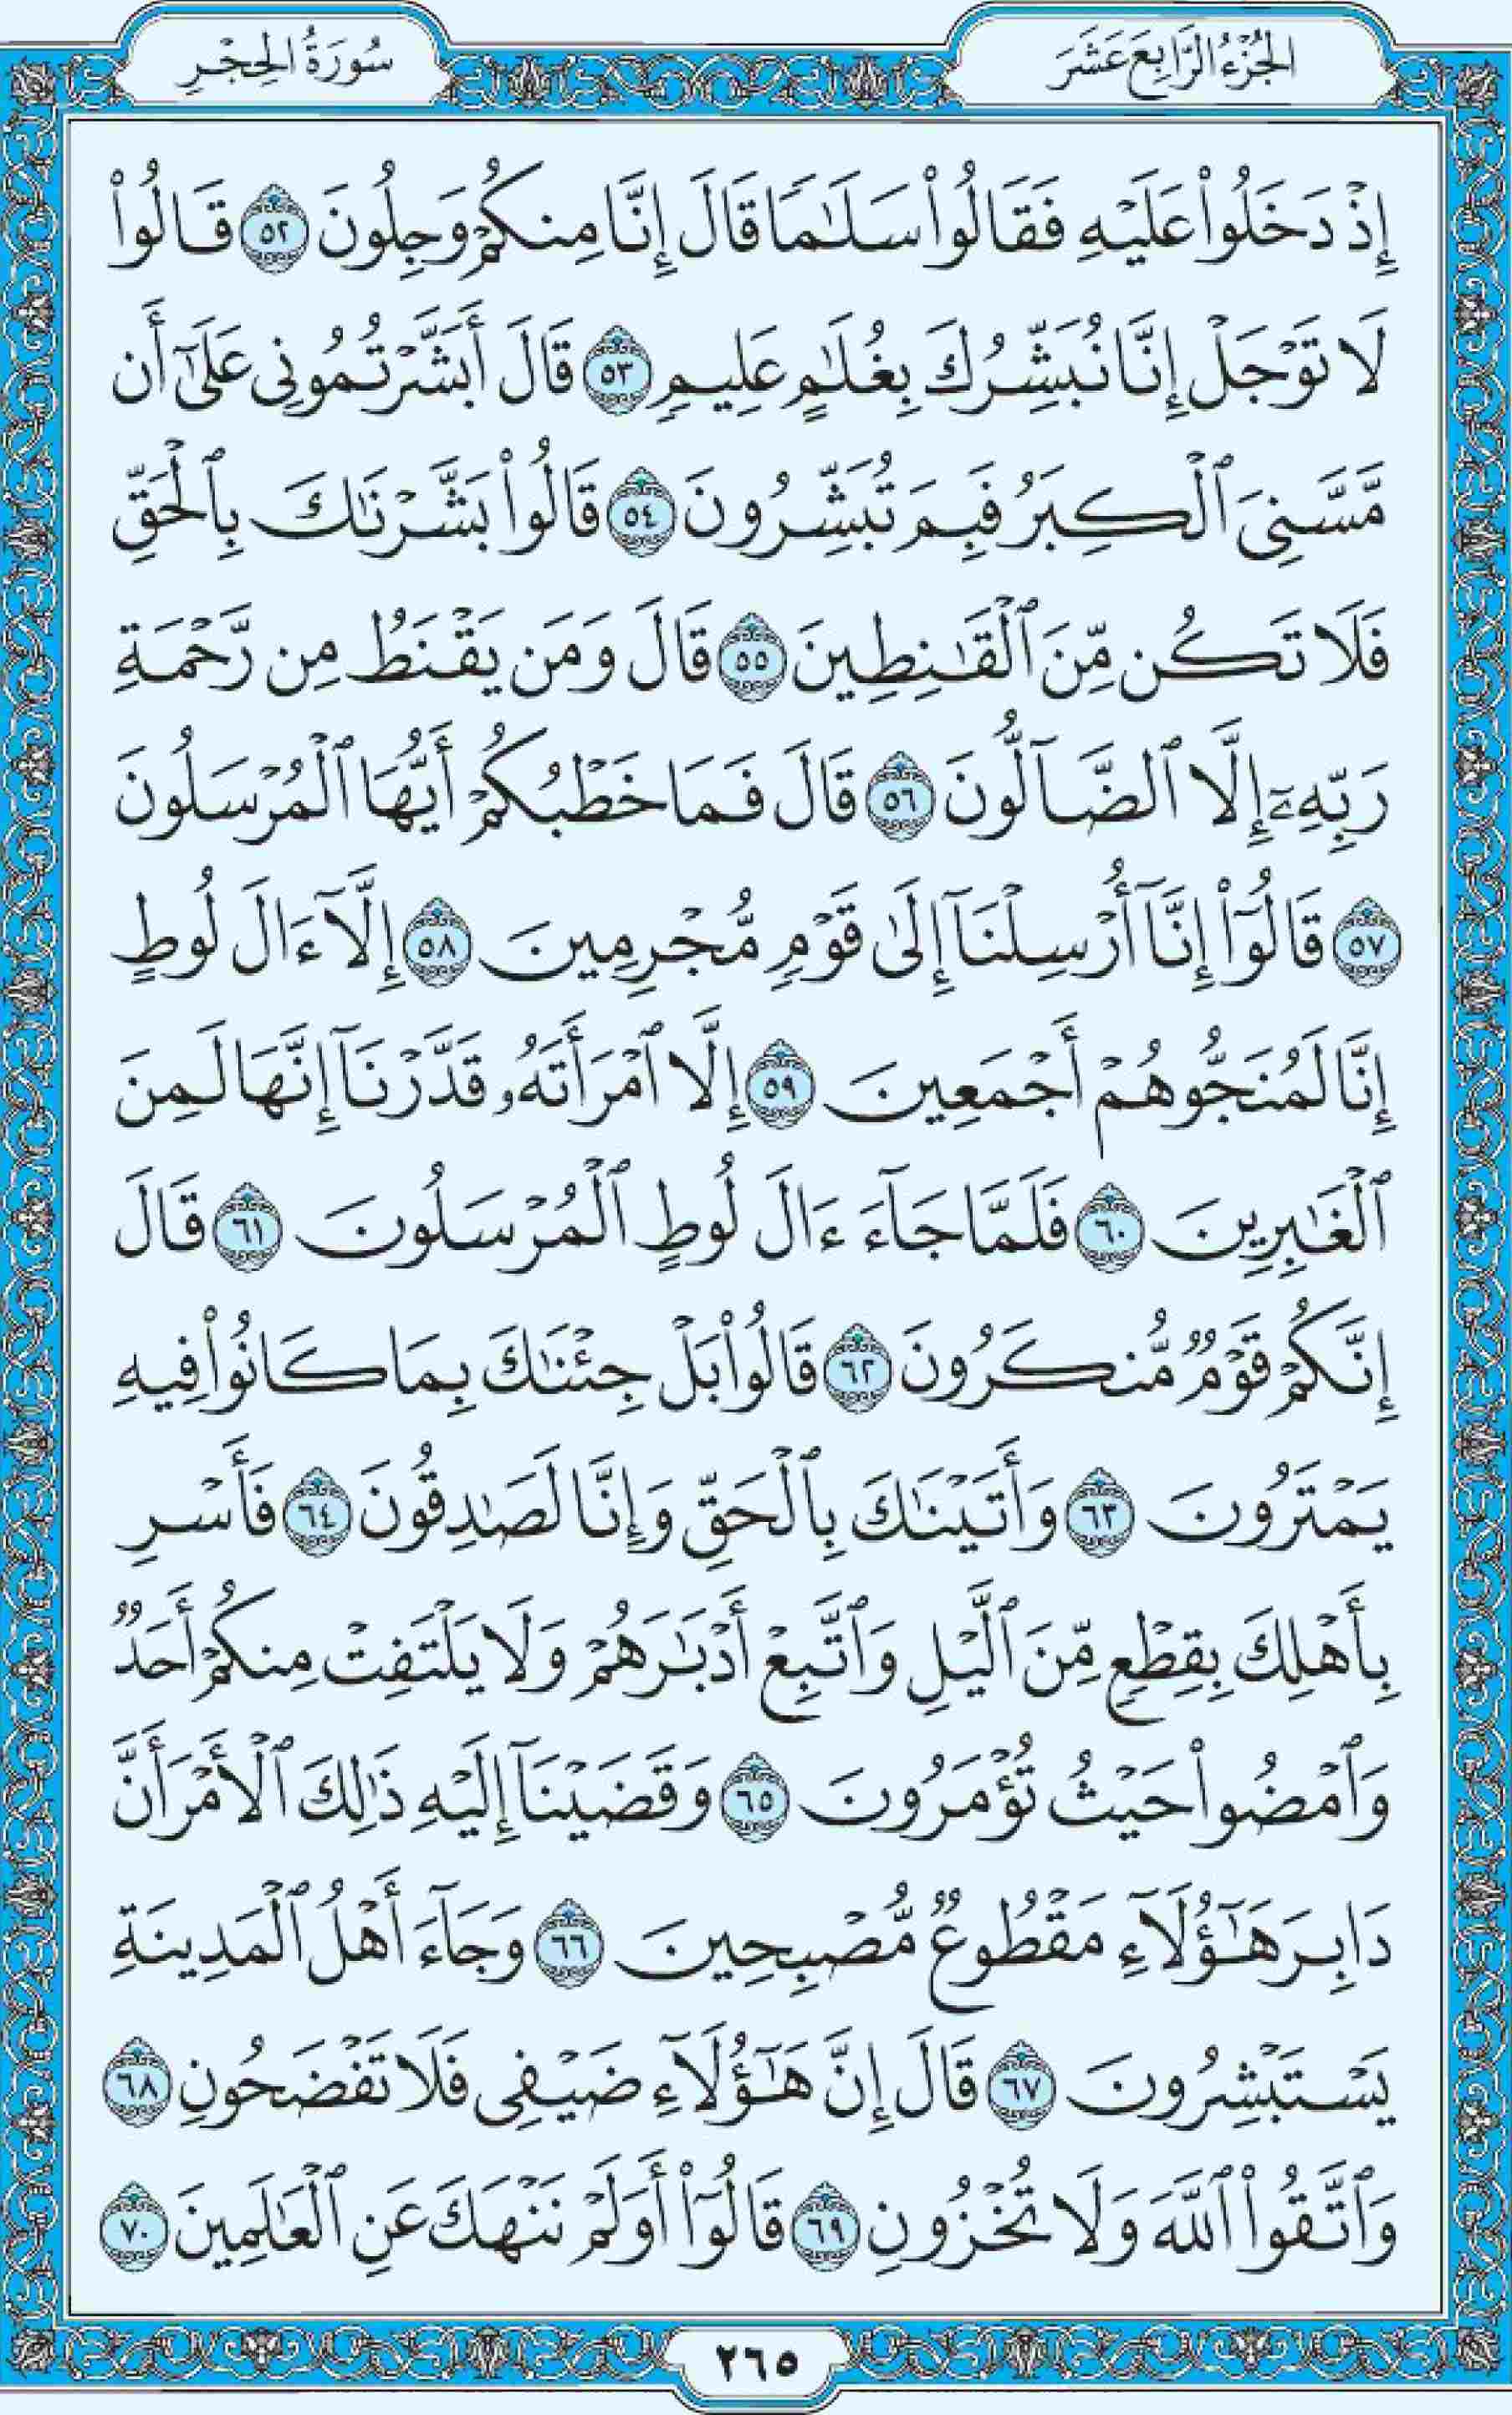 الجُزْءُ الرَّابِعَ عَشَرَ
سُورَةُ الحِجْرِ
إِذْ دَخَلُوا۟ عَلَيْهِ فَقَالُوا۟ سَلَـٰمًا قَالَ إِنَّا مِنكُمْ وَجِلُونَ ٥٢ قَالُوا۟
لَا تَوْجَلْ إِنَّا نُبَشِّرُكَ بِغُلَـٰمٍ عَلِيمٍ ٥٣ قَالَ أَبَشَّرْتُمُونِى عَلَىٰٓ أَن
مَّسَّنِىَ ٱلْكِبَرُ فَبِمَ تُبَشِّرُونَ ٥٤ قَالُوا۟ بَشَّرْنَـٰكَ بِٱلْحَقِّ
فَلَا تَكُن مِّنَ ٱلْقَـٰنِطِينَ ٥٥ قَالَ وَمَن يَقْنَطُ مِن رَّحْمَةِ
رَبِّهِۦٓ إِلَّا ٱلضَّآلُّونَ ٥٦ قَالَ فَمَا خَطْبُكُمْ أَيُّهَا ٱلْمُرْسَلُونَ
٥٧ قَالُوٓا۟ إِنَّآ أُرْسِلْنَآ إِلَىٰ قَوْمٍ مُّجْرِمِينَ ٥٨ إِلَّآ ءَالَ لُوطٍ
إِنَّا لَمُنَجُّوهُمْ أَجْمَعِينَ ٥٩ إِلَّا ٱمْرَأَتَهُۥ قَدَّرْنَآ إِنَّهَا لَمِنَ
ٱلْغَـٰبِرِينَ ٦٠ فَلَمَّا جَآءَ ءَالَ لُوطٍ ٱلْمُرْسَلُونَ ٦١ قَالَ
إِنَّكُمْ قَوْمٌ مُّنكَرُونَ ٦٢ قَالُوا۟ بَلْ جِئْنَـٰكَ بِمَا كَانُوا۟ فِيهِ
يَمْتَرُونَ ٦٣ وَأَتَيْنَـٰكَ بِٱلْحَقِّ وَإِنَّا لَصَـٰدِقُونَ ٦٤ فَأَسْرِ
بِأَهْلِكَ بِقِطْعٍ مِّنَ ٱلَّيْلِ وَٱتَّبِعْ أَدْبَـٰرَهُمْ وَلَا يَلْتَفِتْ مِنكُمْ أَحَدٌ
وَٱمْضُوا۟ حَيْثُ تُؤْمَرُونَ ٦٥ وَقَضَيْنَآ إِلَيْهِ ذَٰلِكَ ٱلْأَمْرَ أَنَّ
دَابِرَ هَـٰٓؤُلَآءِ مَقْطُوعٌ مُّصْبِحِينَ ٦٦ وَجَآءَ أَهْلُ ٱلْمَدِينَةِ
يَسْتَبْشِرُونَ ٦٧ قَالَ إِنَّ هَـٰٓؤُلَآءِ ضَيْفِى فَلَا تَفْضَحُونِ ٦٨
وَٱتَّقُوا۟ ٱللَّهَ وَلَا تُخْزُونِ ٦٩ قَالُوٓا۟ أَوَلَمْ نَنْهَكَ عَنِ ٱلْعَـٰلَمِينَ ٧٠
٢٦٥